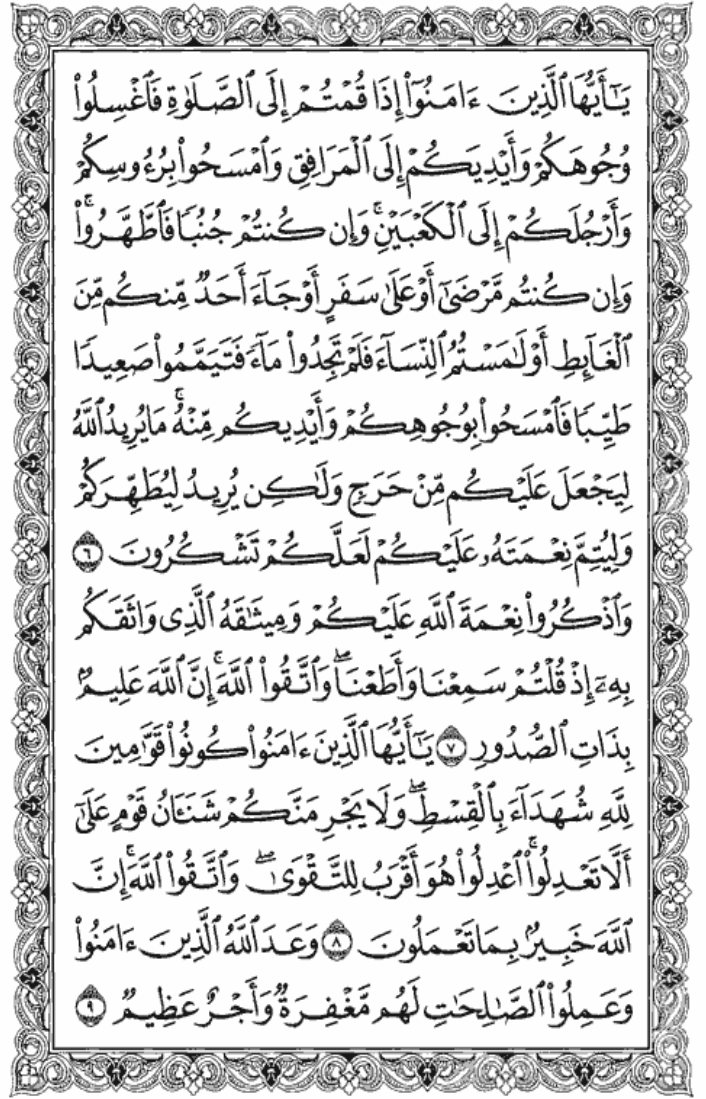 يَـٰٓأَيُّهَا ٱلَّذِينَ ءَامَنُوٓا۟ إِذَا قُمْتُمْ إِلَى ٱلصَّلَوٰةِ فَٱغْسِلُوا۟
وُجُوهَكُمْ وَأَيْدِيَكُمْ إِلَى ٱلْمَرَافِقِ وَٱمْسَحُوا۟ بِرُءُوسِكُمْ
وَأَرْجُلَكُمْ إِلَى ٱلْكَعْبَيْنِ ۚ وَإِن كُنتُمْ جُنُبًا فَٱطَّهَّرُوا۟ ۚ
وَإِن كُنتُم مَّرْضَىٰٓ أَوْ عَلَىٰ سَفَرٍ أَوْ جَآءَ أَحَدٌ مِّنكُم مِّنَ
ٱلْغَآئِطِ أَوْ لَـٰمَسْتُمُ ٱلنِّسَآءَ فَلَمْ تَجِدُوا۟ مَآءً فَتَيَمَّمُوا۟ صَعِيدًا
طَيِّبًا فَٱمْسَحُوا۟ بِوُجُوهِكُمْ وَأَيْدِيكُم مِّنْهُ ۚ مَا يُرِيدُ ٱللَّهُ
لِيَجْعَلَ عَلَيْكُم مِّنْ حَرَجٍ وَلَـٰكِن يُرِيدُ لِيُطَهِّرَكُمْ
وَلِيُتِمَّ نِعْمَتَهُۥ عَلَيْكُمْ لَعَلَّكُمْ تَشْكُرُونَ ٦
وَٱذْكُرُوا۟ نِعْمَةَ ٱللَّهِ عَلَيْكُمْ وَمِيثَـٰقَهُ ٱلَّذِى وَاثَقَكُم
بِهِۦٓ إِذْ قُلْتُمْ سَمِعْنَا وَأَطَعْنَا ۖ وَٱتَّقُوا۟ ٱللَّهَ ۚ إِنَّ ٱللَّهَ عَلِيمٌۢ
بِذَاتِ ٱلصُّدُورِ ٧ يَـٰٓأَيُّهَا ٱلَّذِينَ ءَامَنُوا۟ كُونُوا۟ قَوَّٰمِينَ
لِلَّهِ شُهَدَآءَ بِٱلْقِسْطِ ۖ وَلَا يَجْرِمَنَّكُمْ شَنَـَٔانُ قَوْمٍ عَلَىٰٓ
أَلَّا تَعْدِلُوا۟ ۚ ٱعْدِلُوا۟ هُوَ أَقْرَبُ لِلتَّقْوَىٰ ۖ وَٱتَّقُوا۟ ٱللَّهَ ۚ إِنَّ
ٱللَّهَ خَبِيرٌۢ بِمَا تَعْمَلُونَ ٨ وَعَدَ ٱللَّهُ ٱلَّذِينَ ءَامَنُوا۟
وَعَمِلُوا۟ ٱلصَّـٰلِحَـٰتِ لَهُم مَّغْفِرَةٌ وَأَجْرٌ عَظِيمٌ ٩